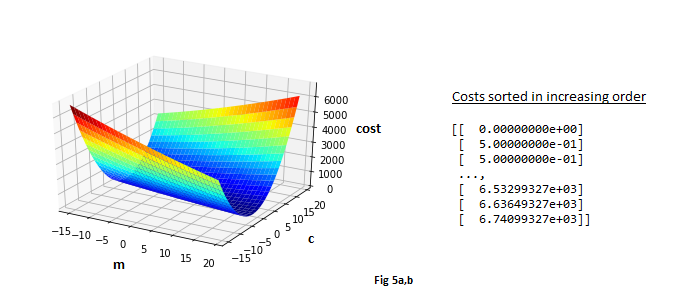 6000
5000
4000
3000
2000
1000
0
cost
20
15
10
5
0
-5
-10
-15
c
−15
−10
−5
0
5
10
15
20
m
Costs sorted in increasing order
[[ 0.00000000e+00]
[ 5.00000000e-01]
[ 5.00000000e-01]
...,
[ 6.53299327e+03]
[ 6.63649327e+03]
[ 6.74099327e+03]]
Fig 5a,b